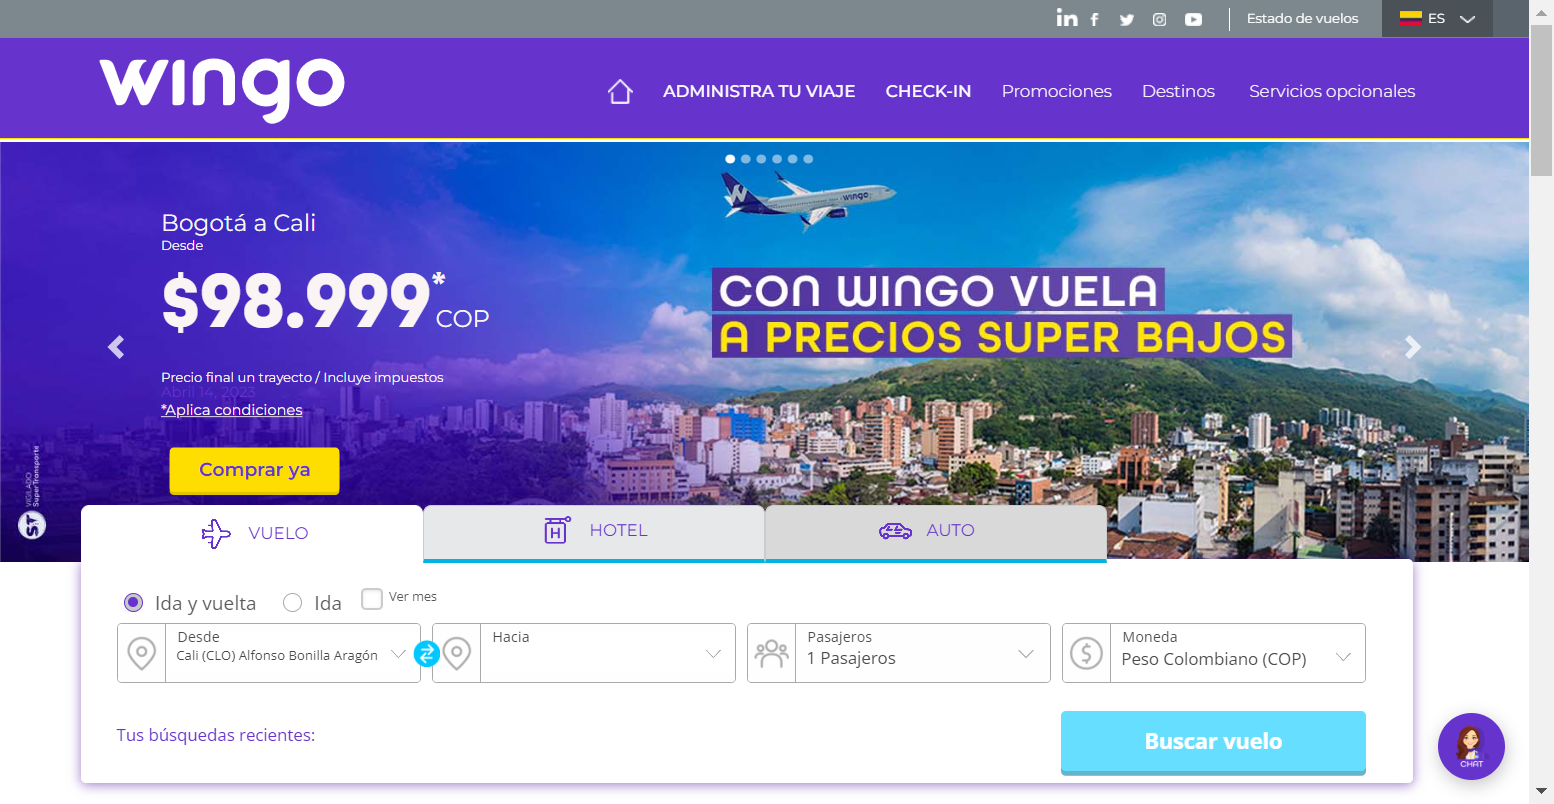 Estado de vuelos
ES
wingo
ADMINISTRA TU VIAJE
CHECK-IN
Promociones
Destinos
Servicios opcionales
wingo
Bogotá a Cali
Desde
$98.999*
COP
CON WINGO VUELA
A PRECIOS SUPER BAJOS
Precio final un trayecto / Incluye impuestos
Abril 14, 2023
*Aplica condiciones
Comprar ya
VIGILADO
SuperTransporte
VUELO
HOTEL
AUTO
Ida y vuelta
Ida
Ver mes
Desde
Cali (CLO) Alfonso Bonilla Aragón
Hacia
Pasajeros
1 Pasajeros
Moneda
Peso Colombiano (COP)
Tus búsquedas recientes:
Buscar vuelo
CHAT